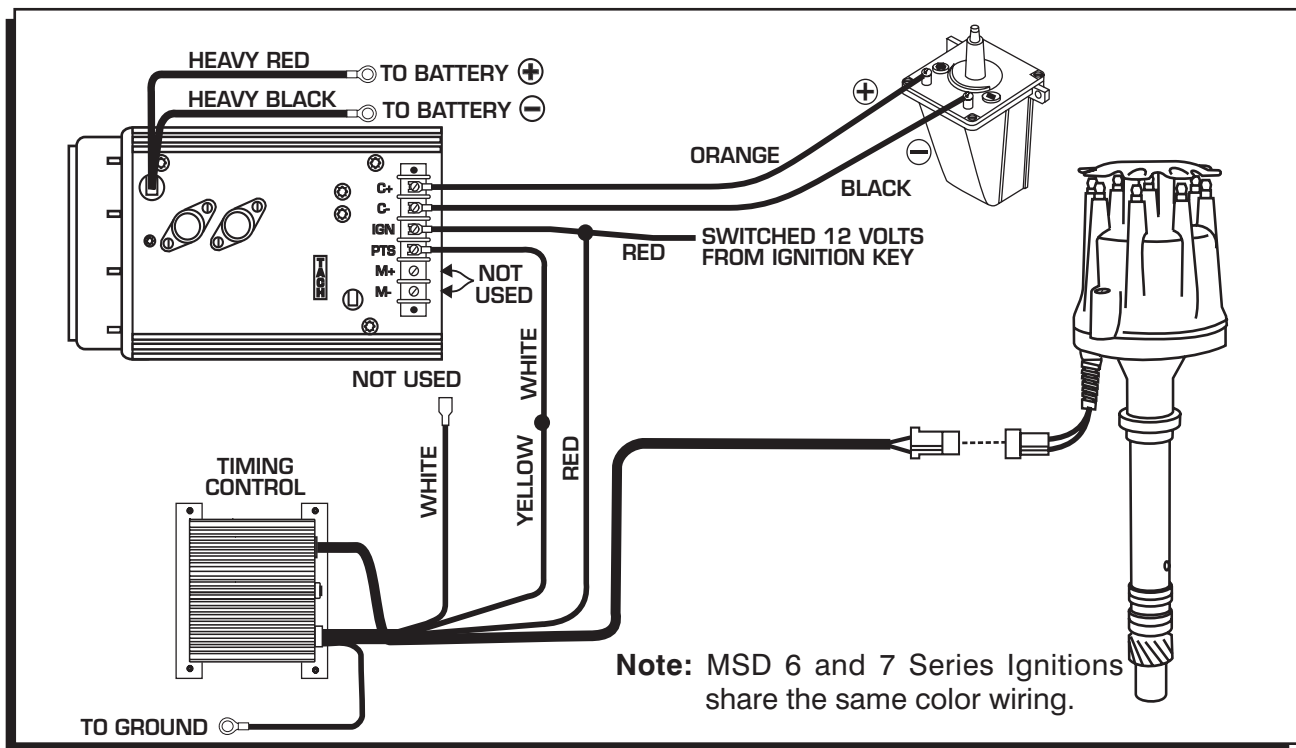 HEAVY RED
TO BATTERY +
HEAVY BLACK
TO BATTERY −
C+
C-
IGN
PTS
M+
M-
TACH
NOT
USED
+
ORANGE
−
BLACK
RED
SWITCHED 12 VOLTS
FROM IGNITION KEY
NOT USED
WHITE
WHITE
YELLOW
RED
TIMING
CONTROL
TO GROUND
Note: MSD 6 and 7 Series Ignitions
share the same color wiring.